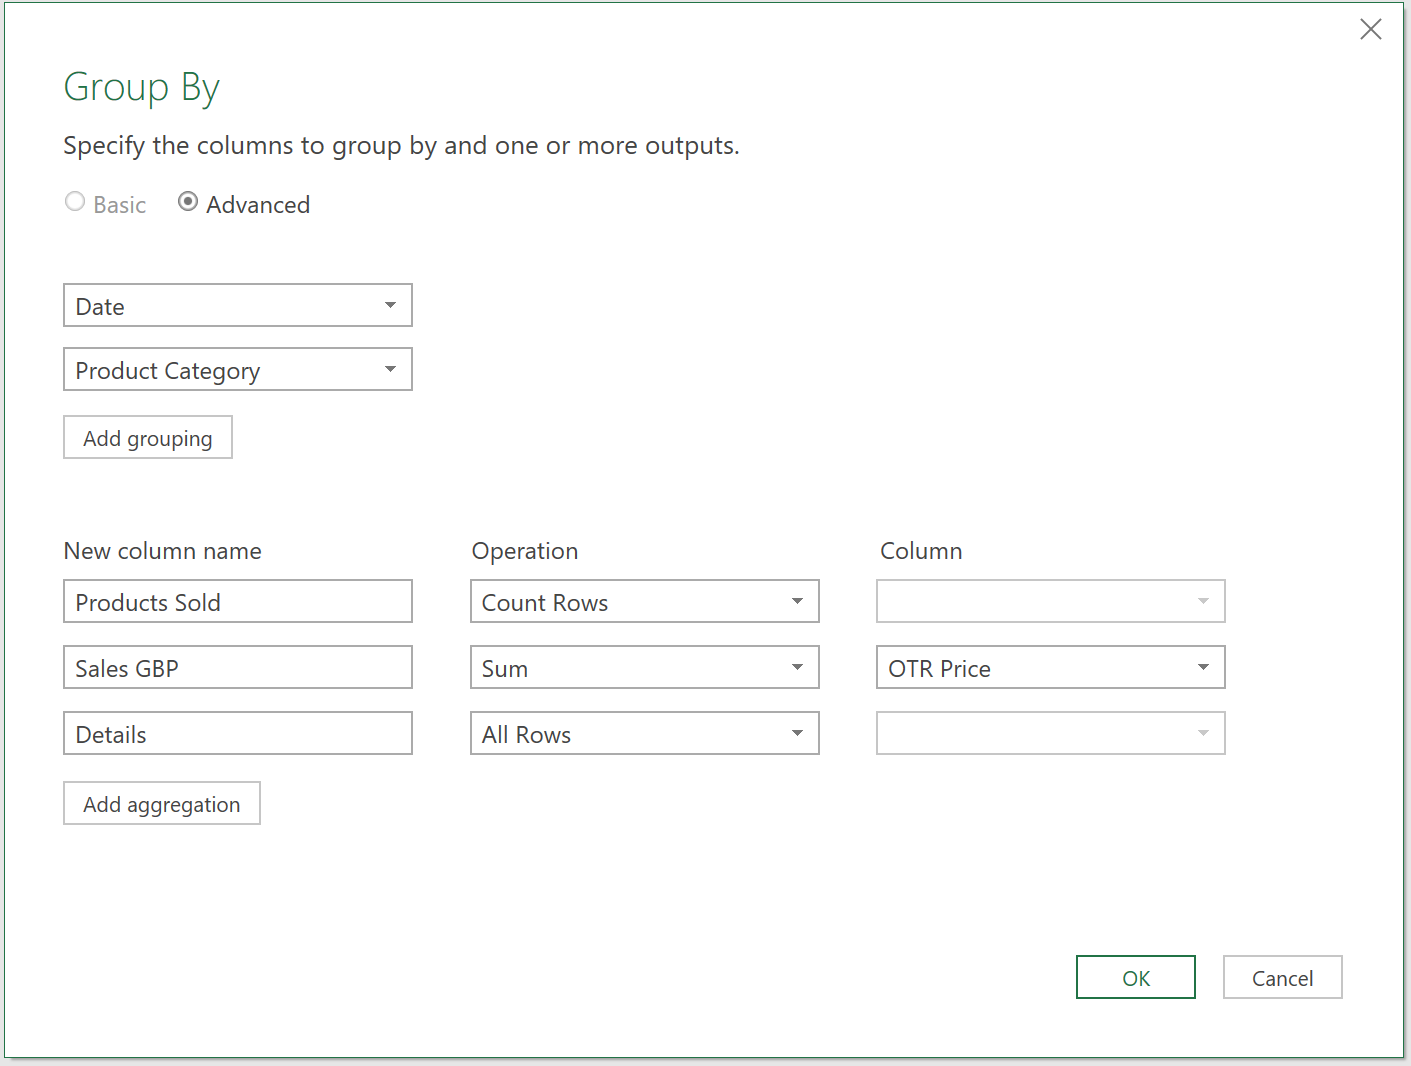 Group By
Specify the columns to group by and one or more outputs.
Basic Advanced
Date
Product Category
Add grouping
New column name Operation Column
Products Sold Count Rows
Sales GBP Sum OTR Price
Details All Rows
Add aggregation
OK Cancel